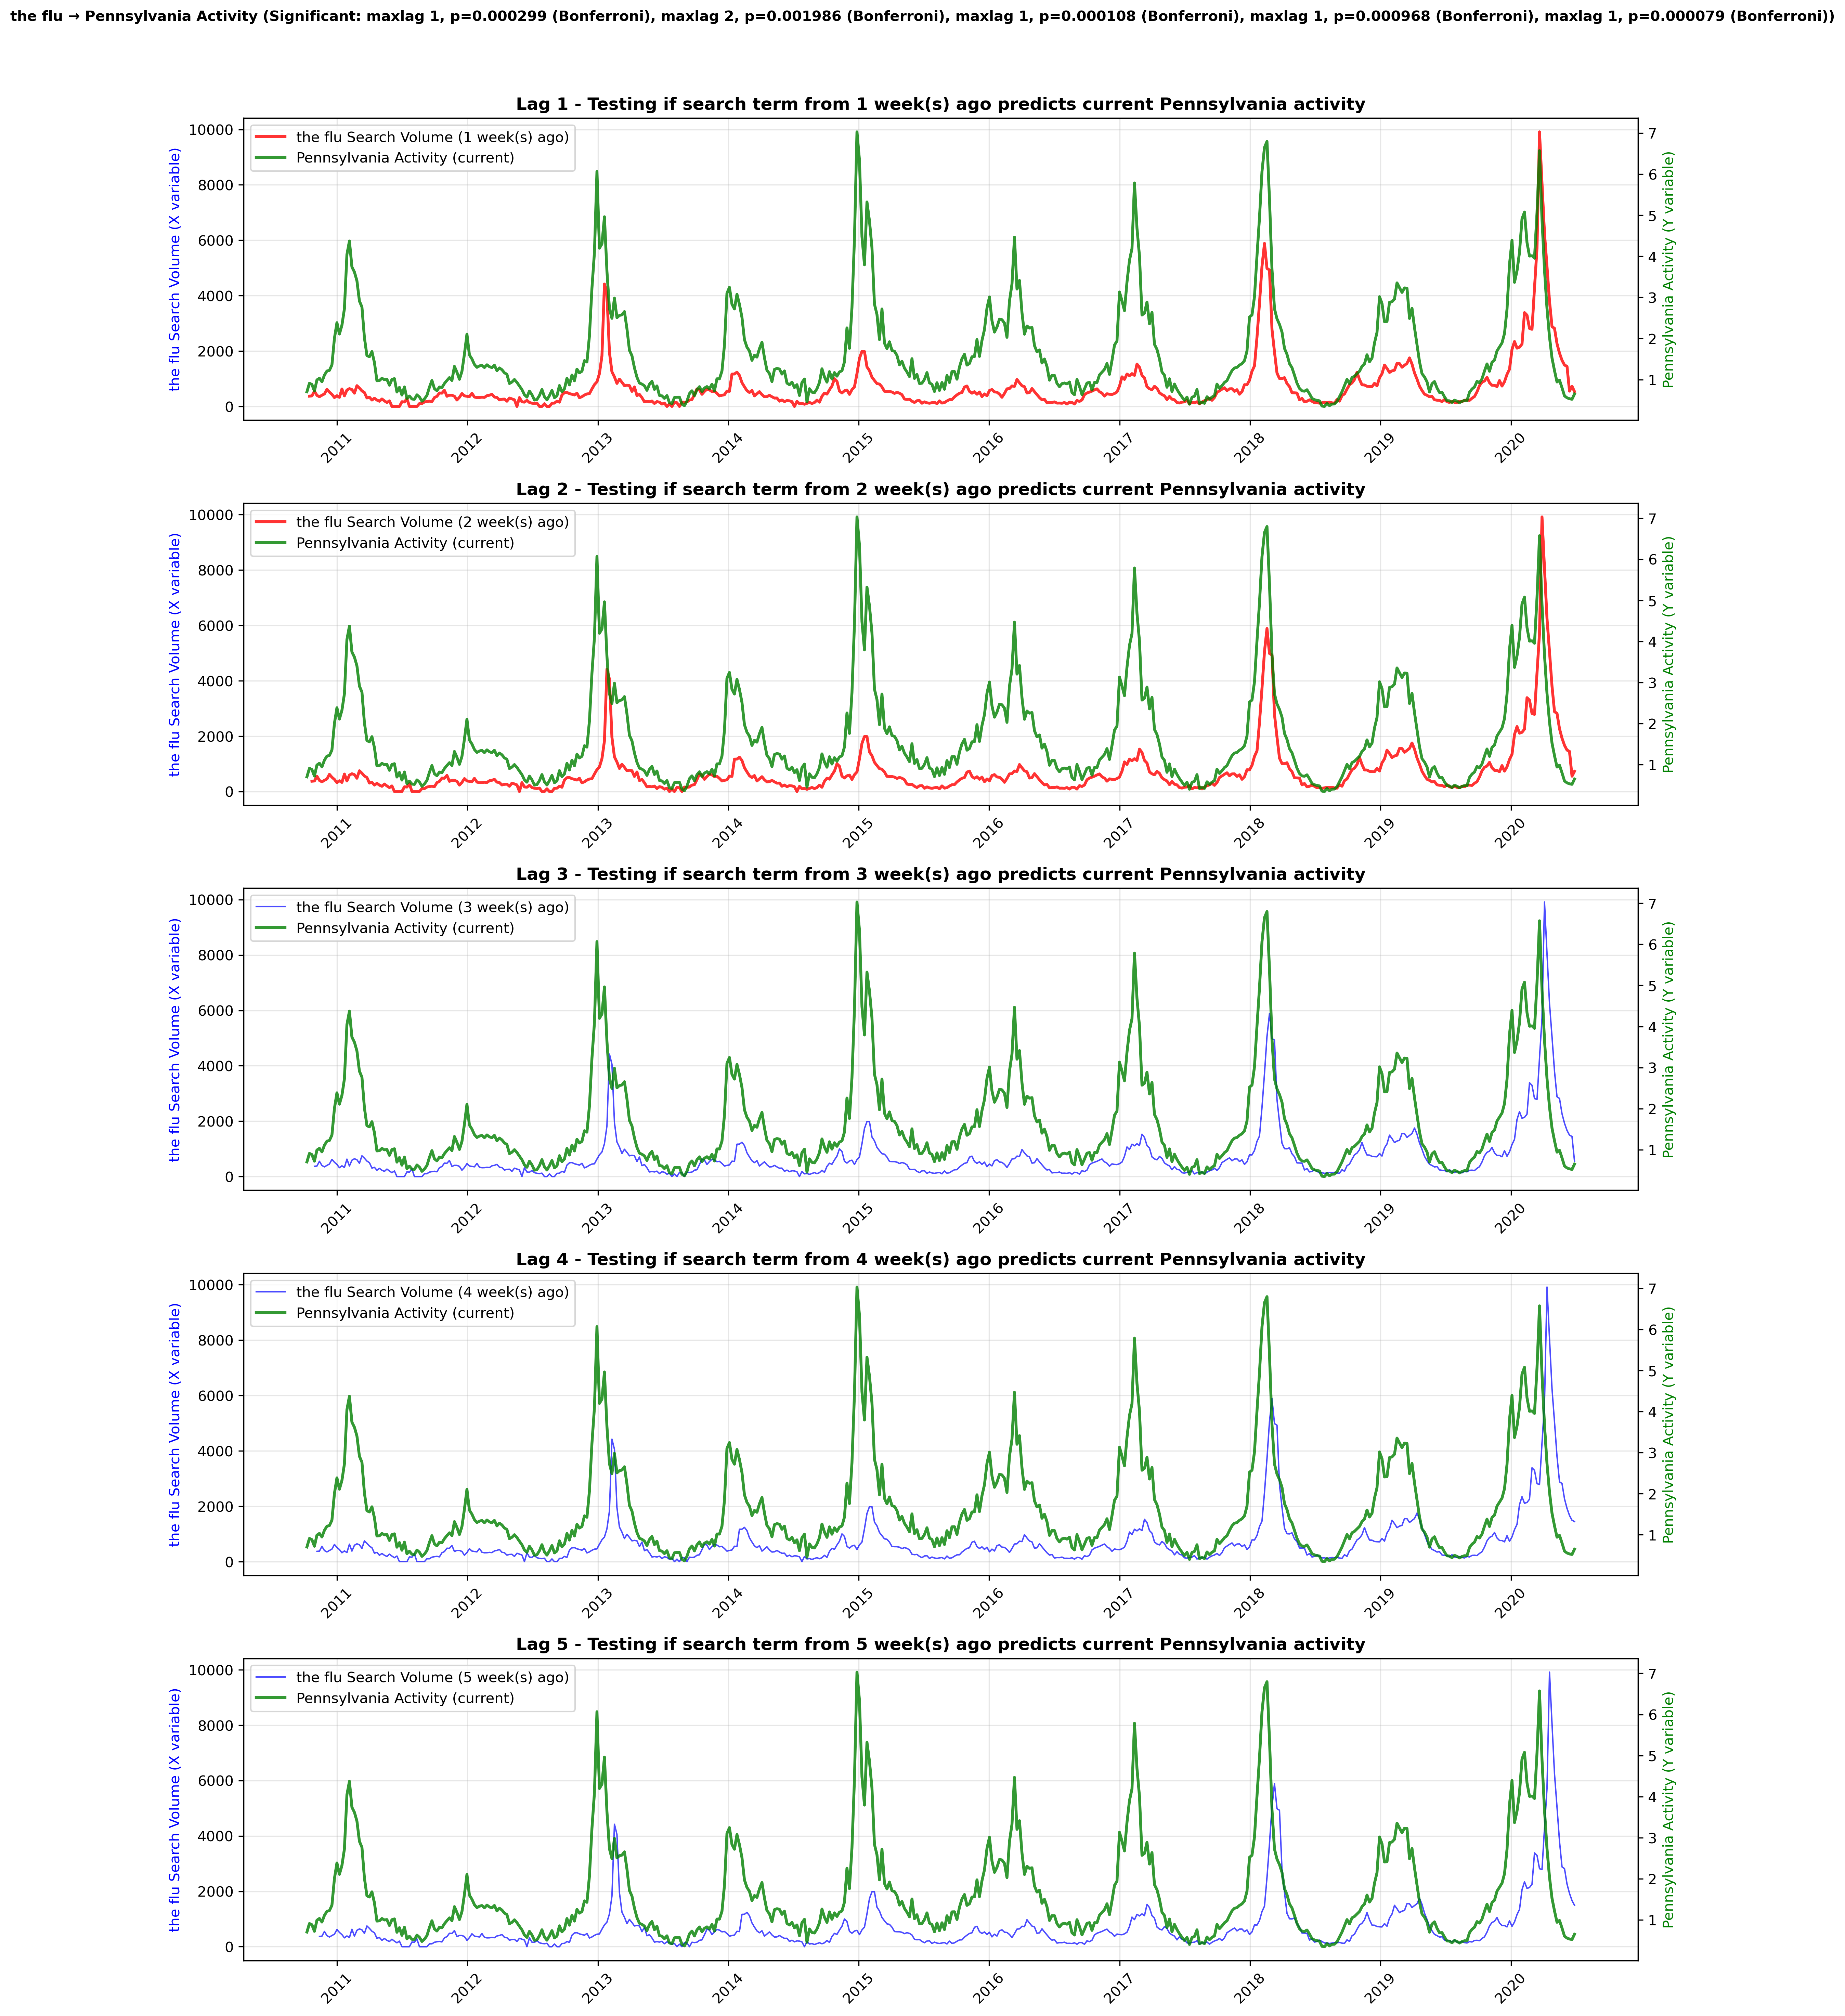 the flu → Pennsylvania Activity (Significant: maxlag 1, p=0.000299 (Bonferroni), maxlag 2, p=0.001986 (Bonferroni), maxlag 1, p=0.000108 (Bonferroni), maxlag 1, p=0.000968 (Bonferroni), maxlag 1, p=0.000079 (Bonferroni))
Lag 1 - Testing if search term from 1 week(s) ago predicts current Pennsylvania activity
the flu Search Volume (1 week(s) ago)
Pennsylvania Activity (current)
the flu Search Volume (X variable)
10000
8000
6000
4000
2000
0
7
6
5
4
3
2
1
Pennsylvania Activity (Y variable)
2011 2012 2013 2014 2015 2016 2017 2018 2019 2020
Lag 2 - Testing if search term from 2 week(s) ago predicts current Pennsylvania activity
the flu Search Volume (2 week(s) ago)
Pennsylvania Activity (current)
the flu Search Volume (X variable)
10000
8000
6000
4000
2000
0
7
6
5
4
3
2
1
Pennsylvania Activity (Y variable)
2011 2012 2013 2014 2015 2016 2017 2018 2019 2020
Lag 3 - Testing if search term from 3 week(s) ago predicts current Pennsylvania activity
the flu Search Volume (3 week(s) ago)
Pennsylvania Activity (current)
the flu Search Volume (X variable)
10000
8000
6000
4000
2000
0
7
6
5
4
3
2
1
Pennsylvania Activity (Y variable)
2011 2012 2013 2014 2015 2016 2017 2018 2019 2020
Lag 4 - Testing if search term from 4 week(s) ago predicts current Pennsylvania activity
the flu Search Volume (4 week(s) ago)
Pennsylvania Activity (current)
the flu Search Volume (X variable)
10000
8000
6000
4000
2000
0
7
6
5
4
3
2
1
Pennsylvania Activity (Y variable)
2011 2012 2013 2014 2015 2016 2017 2018 2019 2020
Lag 5 - Testing if search term from 5 week(s) ago predicts current Pennsylvania activity
the flu Search Volume (5 week(s) ago)
Pennsylvania Activity (current)
the flu Search Volume (X variable)
10000
8000
6000
4000
2000
0
7
6
5
4
3
2
1
Pennsylvania Activity (Y variable)
2011 2012 2013 2014 2015 2016 2017 2018 2019 2020